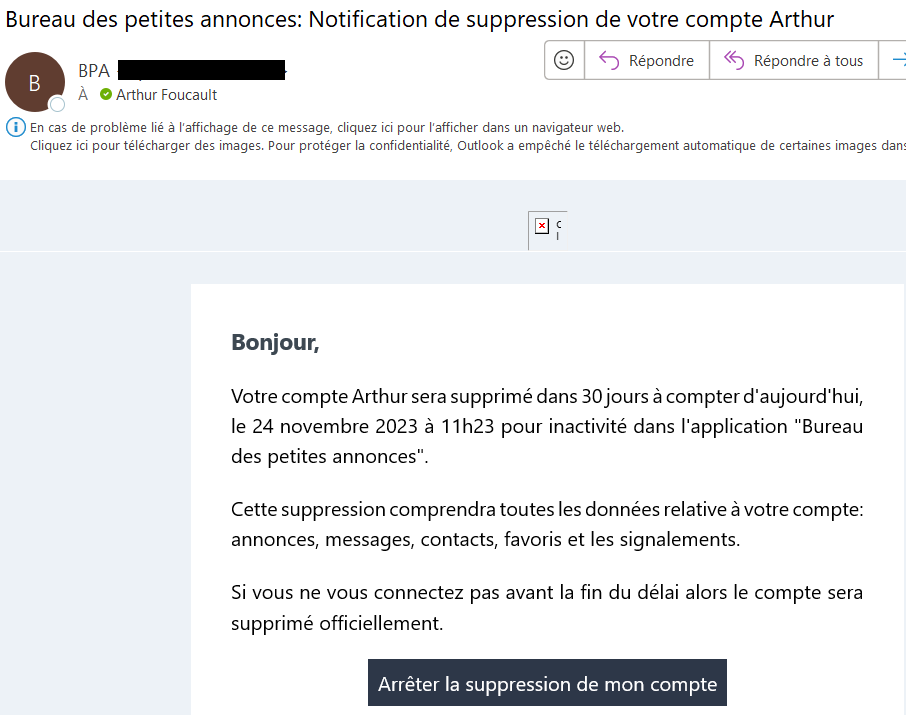 Bureau des petites annonces: Notification de suppression de votre compte Arthur
B
BPA
À Arthur Foucault
Répondre
Répondre à tous
En cas de problème lié à l'affichage de ce message, cliquez ici pour l'afficher dans un navigateur web.
Cliquez ici pour télécharger des images. Pour protéger la confidentialité, Outlook a empêché le téléchargement automatique de certaines images dans
Bonjour,
Votre compte Arthur sera supprimé dans 30 jours à compter d'aujourd'hui,
le 24 novembre 2023 à 11h23 pour inactivité dans l'application "Bureau
des petites annonces".
Cette suppression comprendra toutes les données relative à votre compte:
annonces, messages, contacts, favoris et les signalements.
Si vous ne vous connectez pas avant la fin du délai alors le compte sera
supprimé officiellement.
Arrêter la suppression de mon compte